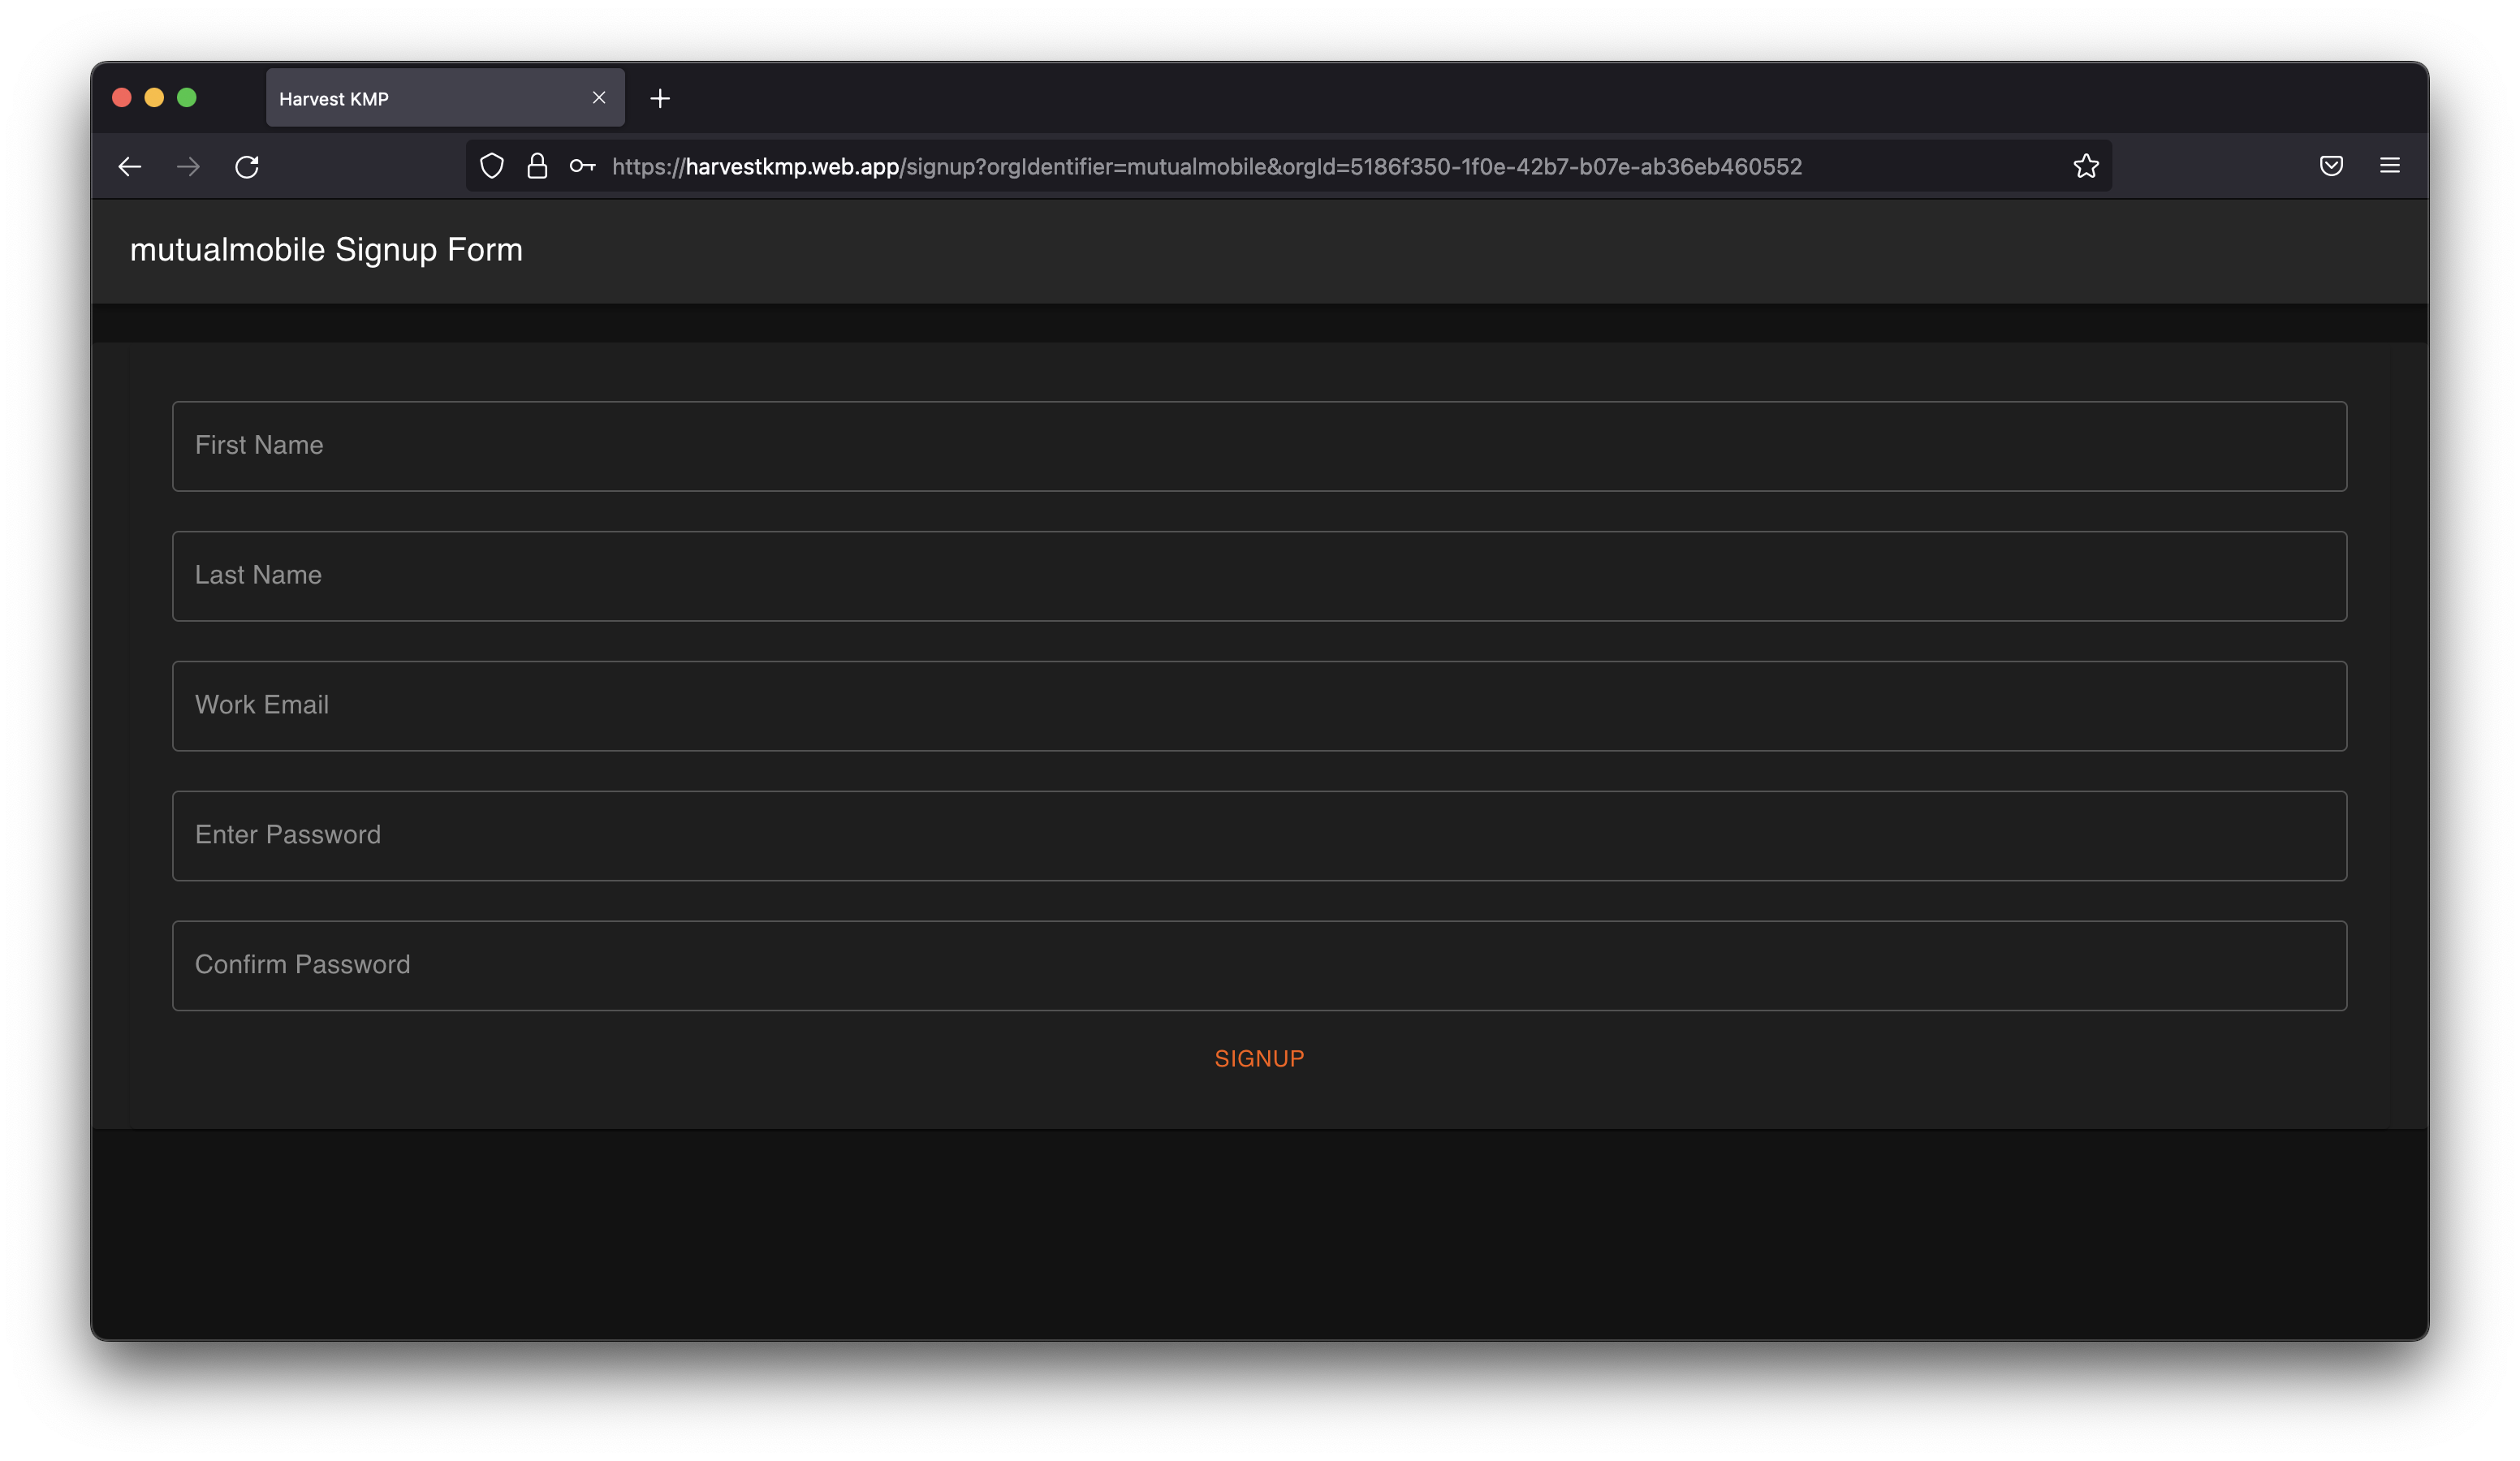 Harvest KMP
https://harvestkmp.web.app/signup?orgIdentifier=mutualmobile&orgId=5186f350-1f0e-42b7-b07e-ab36eb460552
mutualmobile Signup Form
First Name
Last Name
Work Email
Enter Password
Confirm Password
SIGNUP